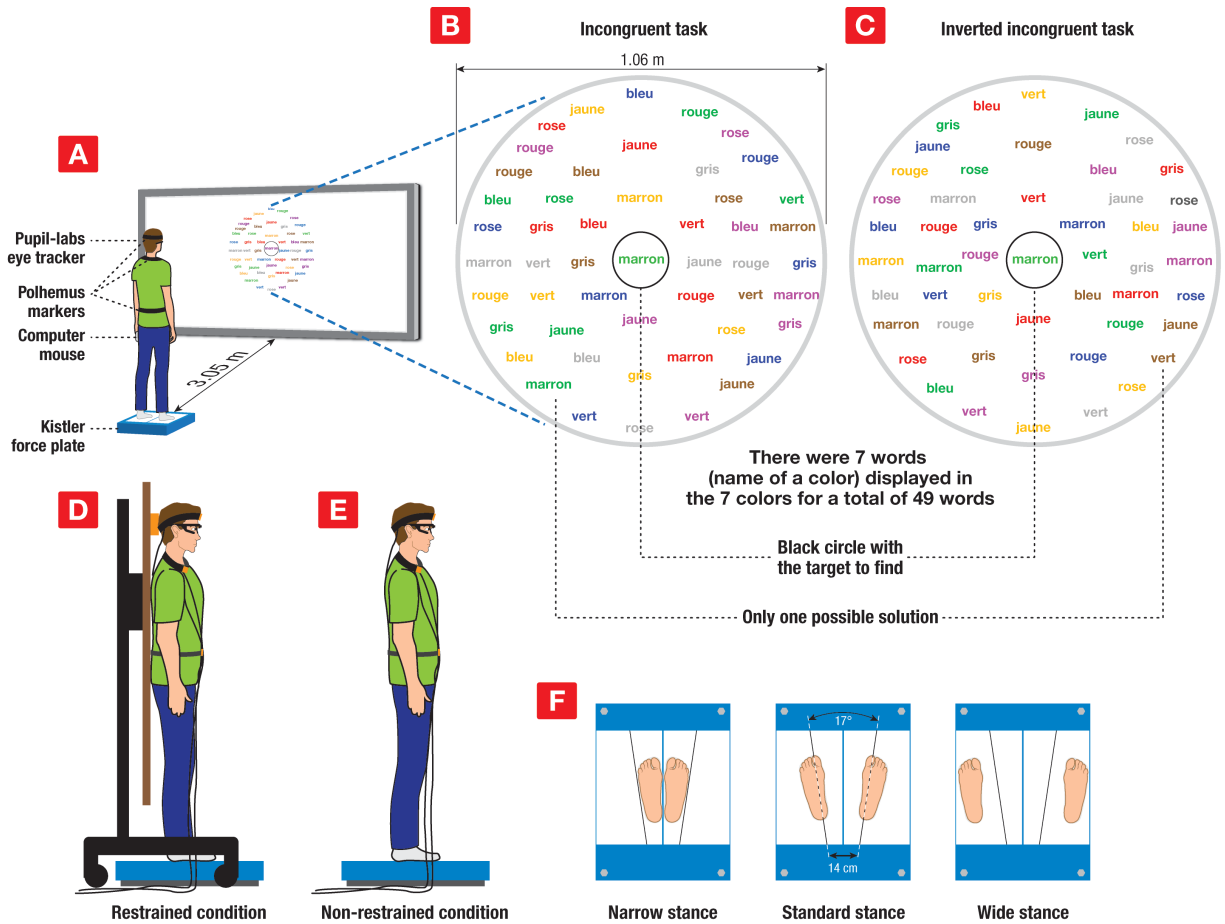 A
Pupil-labs
eye tracker
Polhemus
markers
Computer
mouse
Kistler
force plate
3.05 m
B
Incongruent task
1.06 m
bleu
jaune
rouge
rose
rose
rouge
jaune
rouge
rouge
bleu
gris
bleu
rose
marron
rose
vert
rose
gris
bleu
vert
bleu
marron
marron
vert
gris
marron
jaune
rouge
gris
rouge
vert
marron
rouge
vert
marron
gris
jaune
jaune
rose
gris
bleu
bleu
marron
jaune
marron
gris
jaune
vert
vert
rose
C
Inverted incongruent task
vert
bleu
jaune
gris
rose
jaune
rouge
rouge
rose
bleu
gris
rose
marron
vert
jaune
rose
bleu
rouge
gris
marron
bleu
jaune
marron
marron
rouge
marron
vert
gris
marron
bleu
vert
gris
bleu
marron
rose
marron
rouge
jaune
rouge
jaune
rose
gris
rouge
vert
bleu
gris
rose
vert
vert
jaune
There were 7 words
(name of a color) displayed in
the 7 colors for a total of 49 words
Black circle with
the target to find
Only one possible solution
D
Restrained condition
E
Non-restrained condition
F
17°
14 cm
Narrow stance
Standard stance
Wide stance